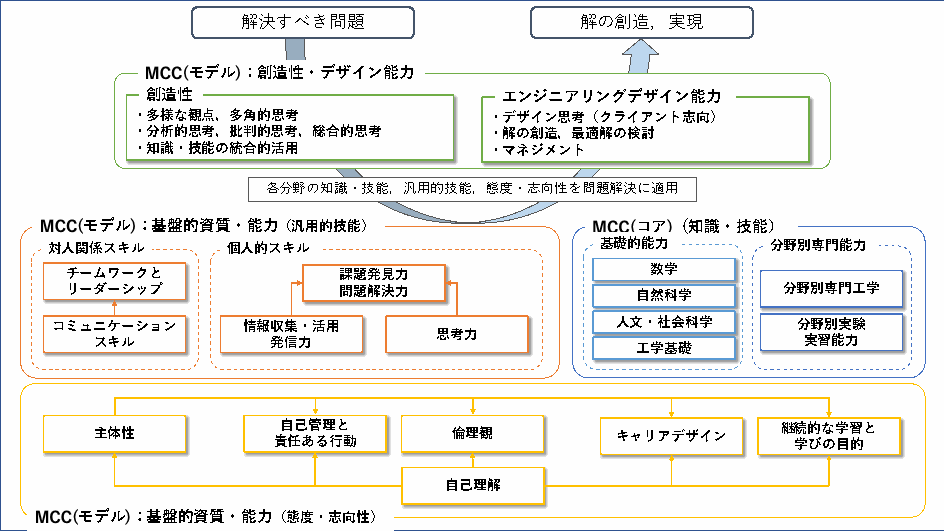 解決すべき問題
解の創造，実現
MCC(モデル)：創造性・デザイン能力
創造性
・多様な観点，多角的思考
・分析的思考，批判的思考，総合的思考
・知識・技能の統合的活用
エンジニアリングデザイン能力
・デザイン思考（クライアント志向）
・解の創造，最適解の検討
・マネジメント
各分野の知識・技能，汎用的技能，態度・志向性を問題解決に適用
MCC(モデル)：基盤的資質・能力（汎用的技能）
対人関係スキル
チームワークと
リーダーシップ
コミュニケーション
スキル
個人的スキル
課題発見力
問題解決力
情報収集・活用
発信力
思考力
MCC(コア)（知識・技能）
基礎的能力
数学
自然科学
人文・社会科学
工学基礎
分野別専門能力
分野別専門工学
分野別実験
実習能力
主体性
自己管理と
責任ある行動
倫理観
キャリアデザイン
継続的な学習と
学びの目的
自己理解
MCC(モデル)：基盤的資質・能力（態度・志向性）